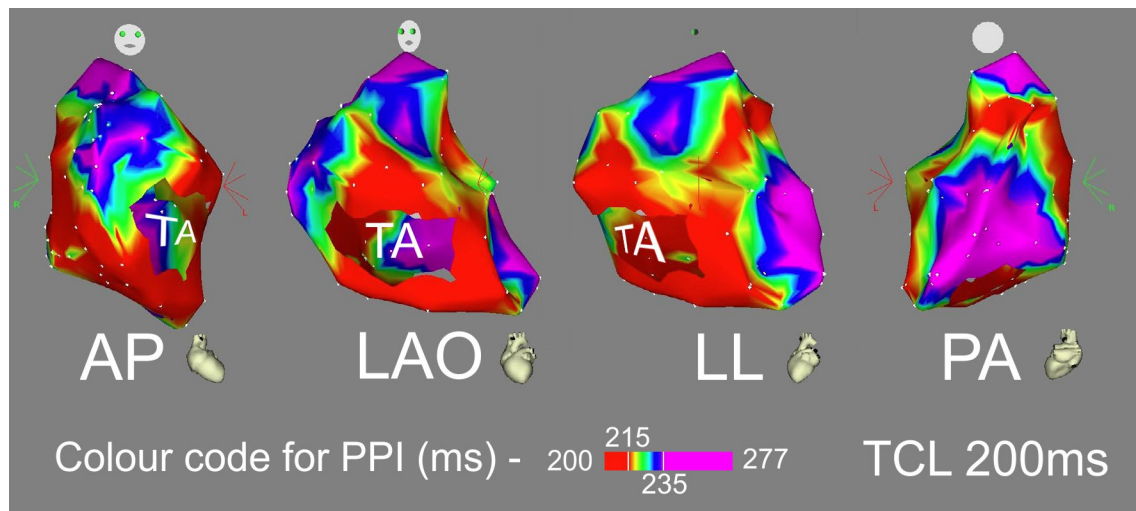 TA
TA
TA
AP
LAO
LL
PA
R
L
L
R
Colour code for PPI (ms) - 200 215 235 277
TCL 200ms